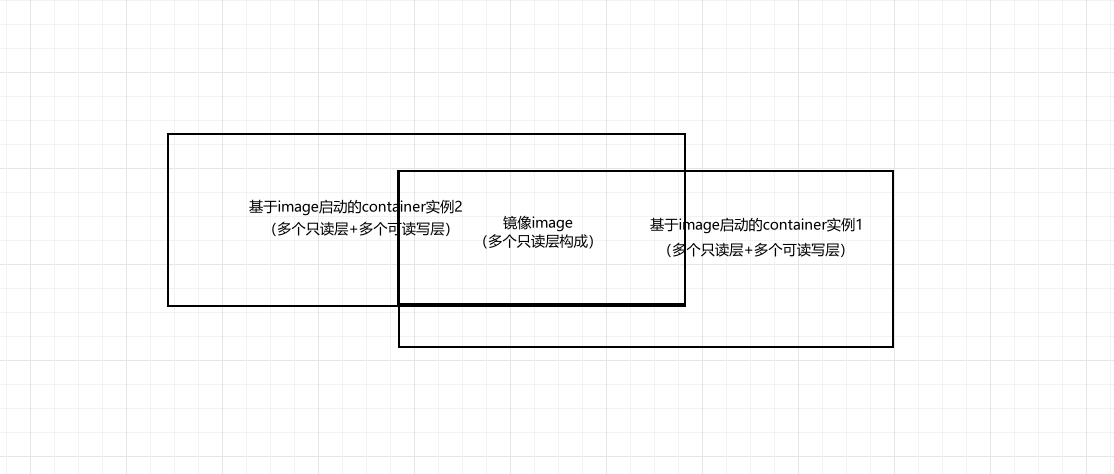 基于image启动的container实例2
（多个只读层+多个可读写层）
镜像image
（多个只读层构成）
基于image启动的container实例1
（多个只读层+多个可读写层）